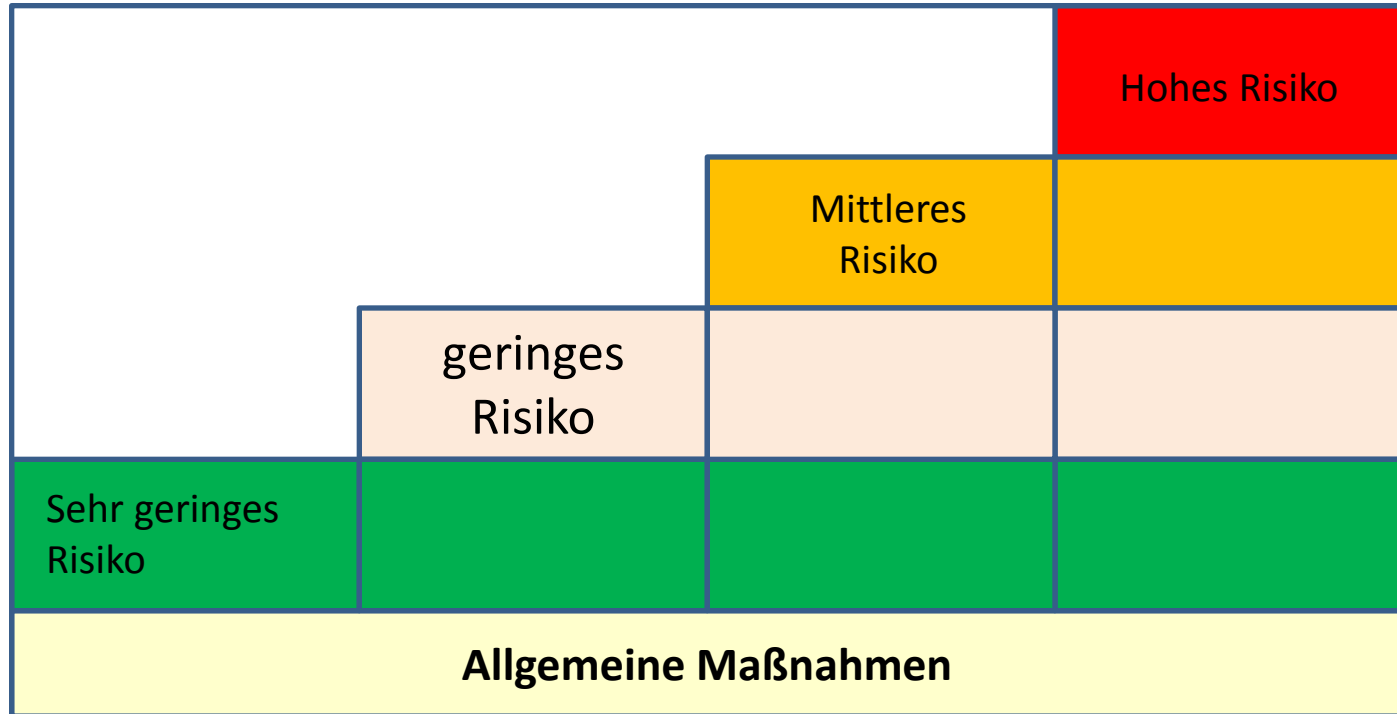 Hohes Risiko
Mittleres
Risiko
geringes
Risiko
Sehr geringes
Risiko
Allgemeine Maßnahmen